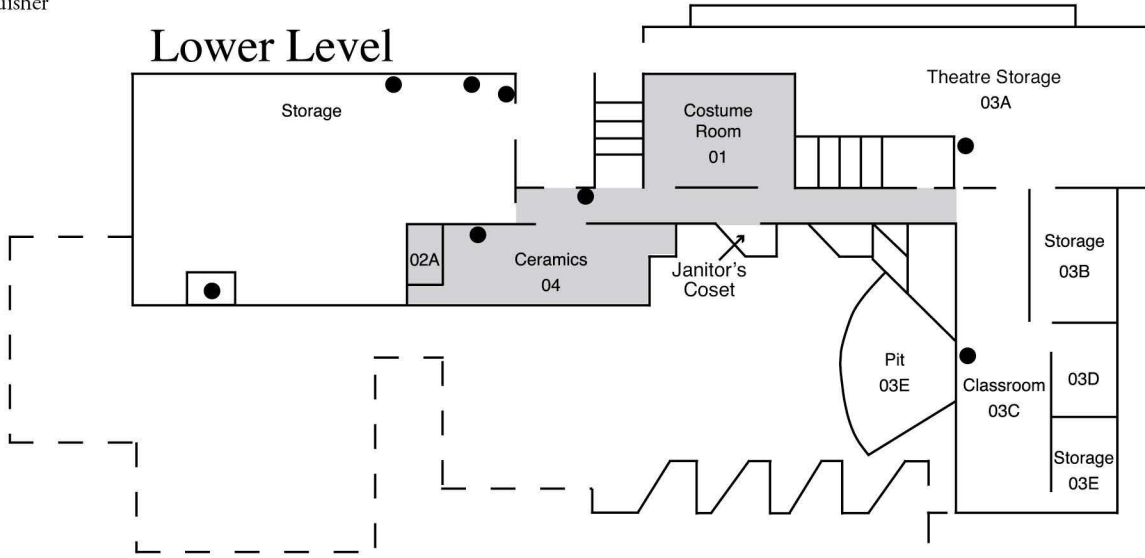 uisher
Lower Level
Storage
Costume
Room
01
Theatre Storage
03A
02A
Ceramics
04
Janitor's
Coset
Storage
03B
Pit
03E
Classroom
03C
03D
Storage
03E